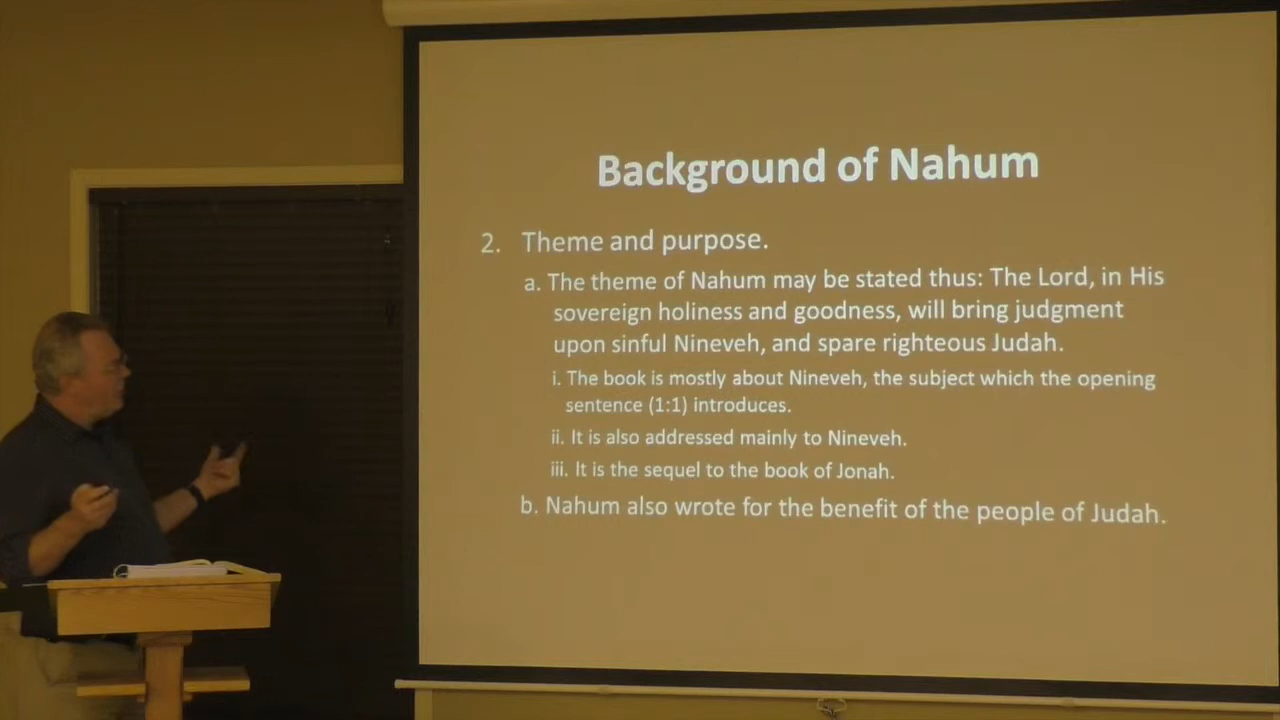 Background of Nahum
2. Theme and purpose.
a. The theme of Nahum may be stated thus: The Lord, in His
sovereign holiness and goodness, will bring judgment
upon sinful Nineveh, and spare righteous Judah.
i. The book is mostly about Nineveh, the subject which the opening
sentence (1:1) introduces.
ii. It is also addressed mainly to Nineveh.
iii. It is the sequel to the book of Jonah.
b. Nahum also wrote for the benefit of the people of Judah.